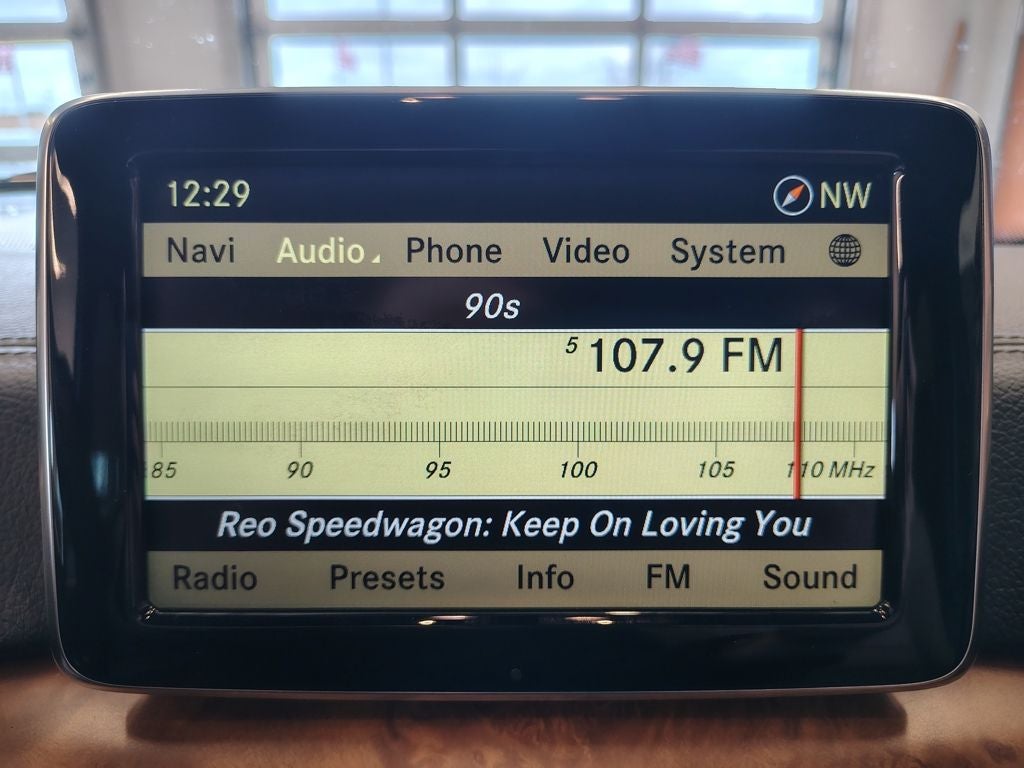 12:29 NW
Navi Audio Phone Video System
90s
5 107.9 FM
85 90 95 100 105 110 MHz
Reo Speedwagon: Keep On Loving You
Radio Presets Info FM Sound